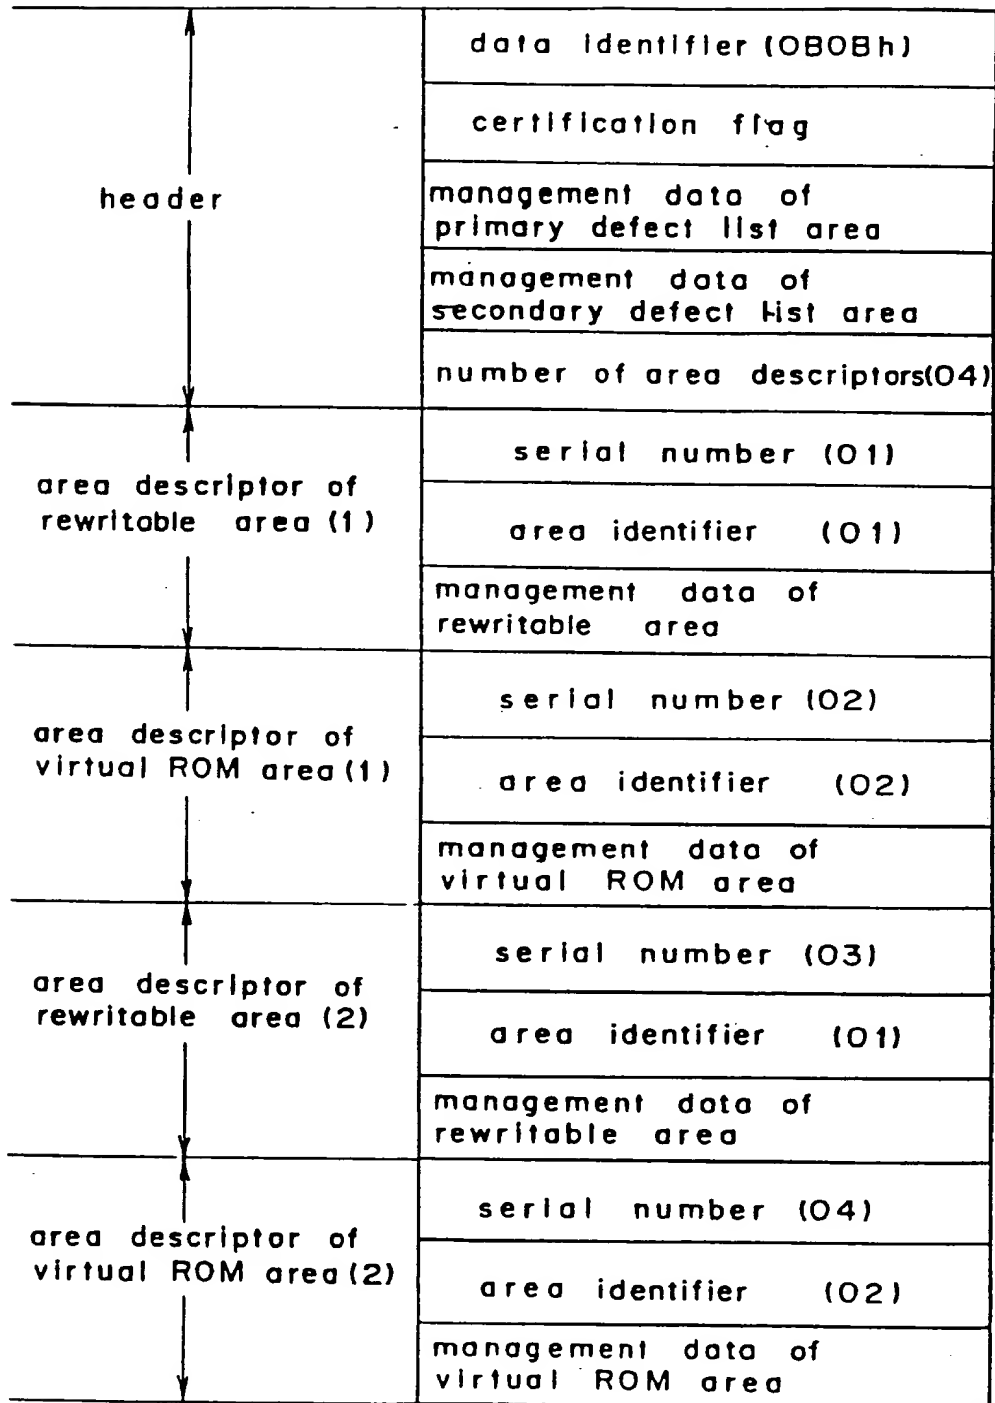 data identifier (0B0Bh)
certification flag
header
management data of
primary defect list area
management data of
secondary defect list area
number of area descriptors(04)
area descriptor of
rewritable area (1)
serial number (01)
area identifier (01)
management data of
rewritable area
area descriptor of
virtual ROM area (1)
serial number (02)
area identifier (02)
management data of
virtual ROM area
area descriptor of
rewritable area (2)
serial number (03)
area identifier (01)
management data of
rewritable area
area descriptor of
virtual ROM area (2)
serial number (04)
area identifier (02)
management data of
virtual ROM area